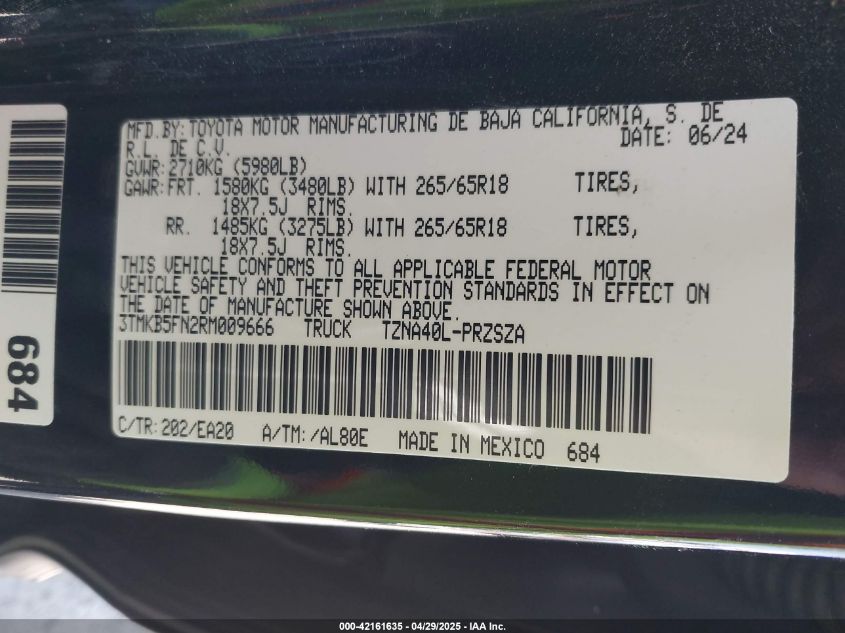 MFD.BY:TOYOTA MOTOR MANUFACTURING DE BAJA CALIFORNIA, S. DE
R.L. DE C.V. DATE: 06/24
GVWR:2710KG (5980LB)
GAWR:FRT. 1580KG (3480LB) WITH 265/65R18 TIRES,
18X7.5J RIMS.
RR. 1485KG (3275LB) WITH 265/65R18 TIRES,
18X7.5J RIMS.
THIS VEHICLE CONFORMS TO ALL APPLICABLE FEDERAL MOTOR
VEHICLE SAFETY AND THEFT PREVENTION STANDARDS IN EFFECT ON
THE DATE OF MANUFACTURE SHOWN ABOVE.
3TMKB5FN2RM009666 TRUCK TZNA40L-PRZSZA
C/TR:202/EA20 A/TM:/AL80E MADE IN MEXICO 684
684
000-42161635 - 04/29/2025 - IAA Inc.